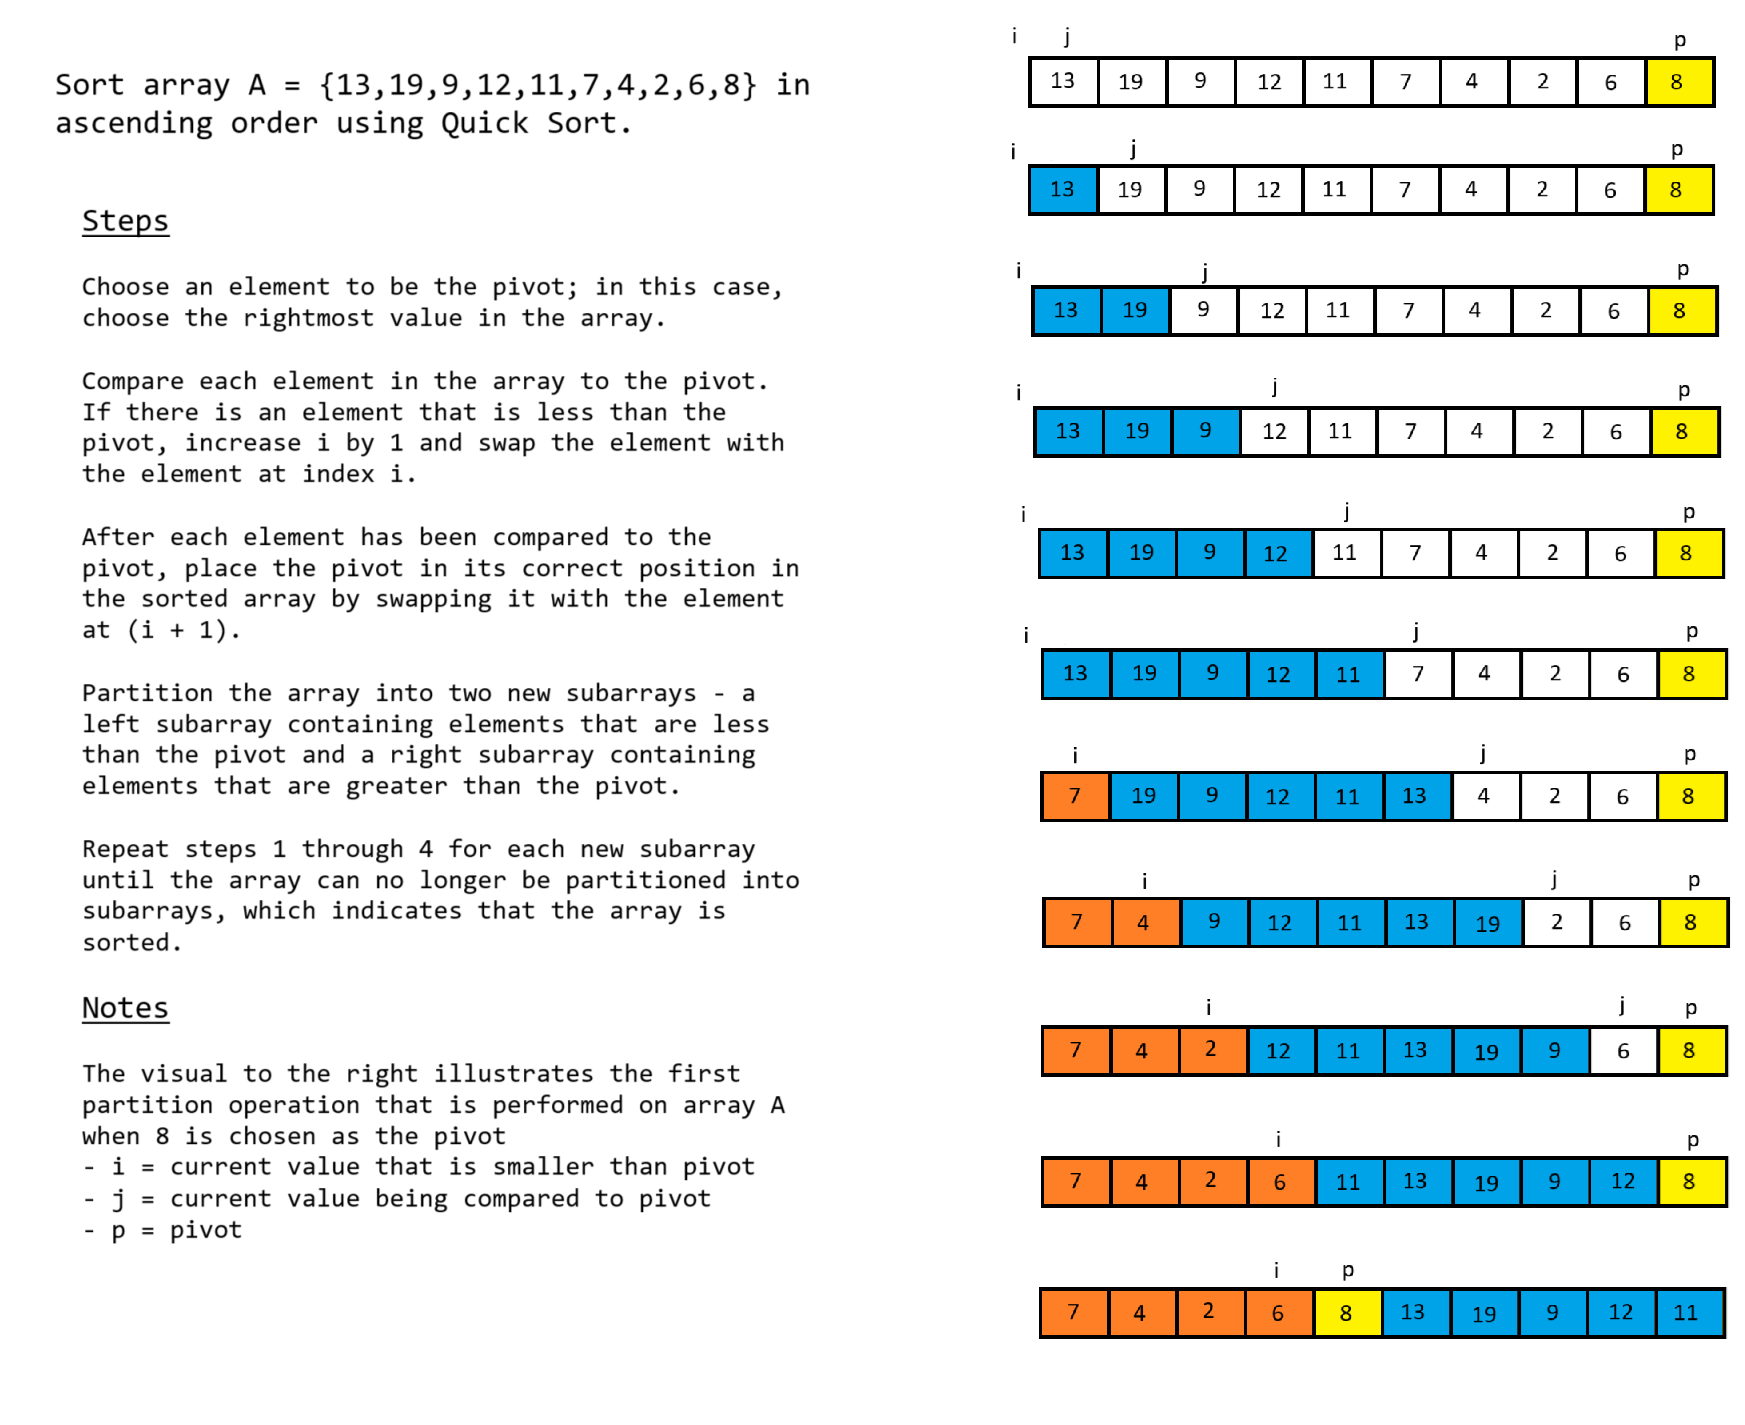 Sort array A = {13,19,9,12,11,7,4,2,6,8} in
ascending order using Quick Sort.
Steps
Choose an element to be the pivot; in this case,
choose the rightmost value in the array.
Compare each element in the array to the pivot.
If there is an element that is less than the
pivot, increase i by 1 and swap the element with
the element at index i.
After each element has been compared to the
pivot, place the pivot in its correct position in
the sorted array by swapping it with the element
at (i + 1).
Partition the array into two new subarrays - a
left subarray containing elements that are less
than the pivot and a right subarray containing
elements that are greater than the pivot.
Repeat steps 1 through 4 for each new subarray
until the array can no longer be partitioned into
subarrays, which indicates that the array is
sorted.
Notes
The visual to the right illustrates the first
partition operation that is performed on array A
when 8 is chosen as the pivot
- i = current value that is smaller than pivot
- j = current value being compared to pivot
- p = pivot
i j p
13 19 9 12 11 7 4 2 6 8
i j p
13 19 9 12 11 7 4 2 6 8
i j p
13 19 9 12 11 7 4 2 6 8
i j p
13 19 9 12 11 7 4 2 6 8
i j p
13 19 9 12 11 7 4 2 6 8
i j p
13 19 9 12 11 7 4 2 6 8
i j p
7 19 9 12 11 13 4 2 6 8
i j p
7 4 9 12 11 13 19 2 6 8
i j p
7 4 2 12 11 13 19 9 6 8
i p
7 4 2 6 11 13 19 9 12 8
i p
7 4 2 6 8 13 19 9 12 11